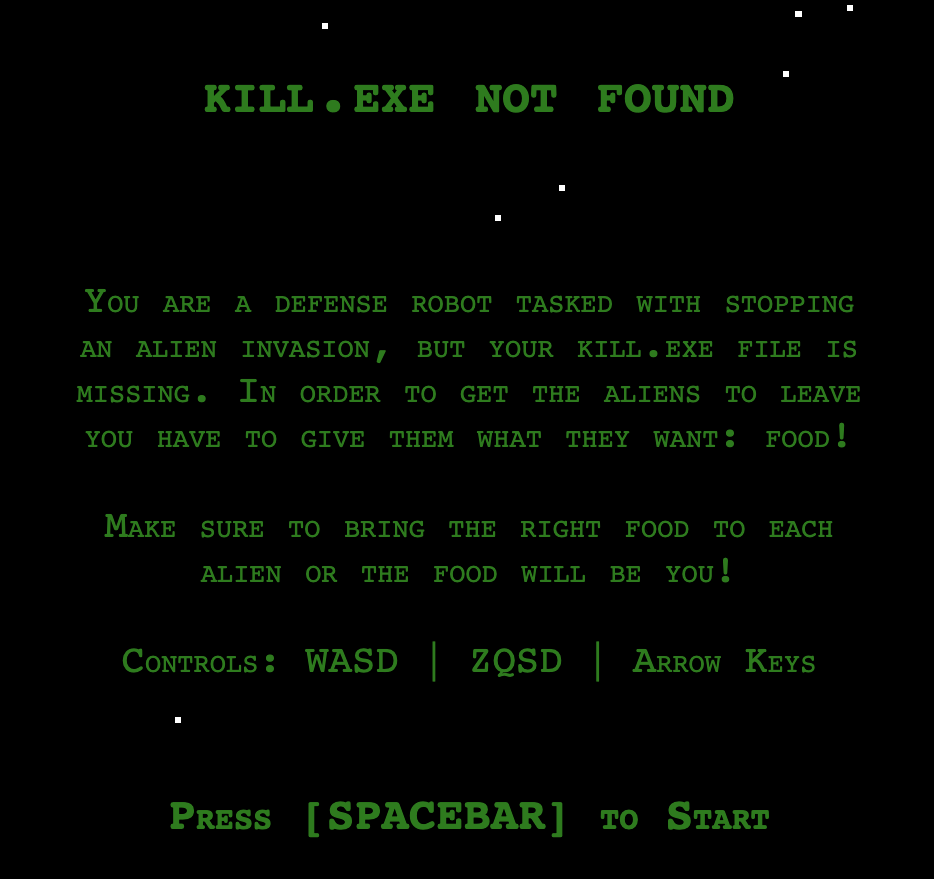 KILL.EXE NOT FOUND
You are a defense robot tasked with stopping
an alien invasion, but your kill.exe file is
missing. In order to get the aliens to leave
you have to give them what they want: food!
Make sure to bring the right food to each
alien or the food will be you!
Controls: WASD | ZQSD | Arrow Keys
Press [SPACEBAR] to Start